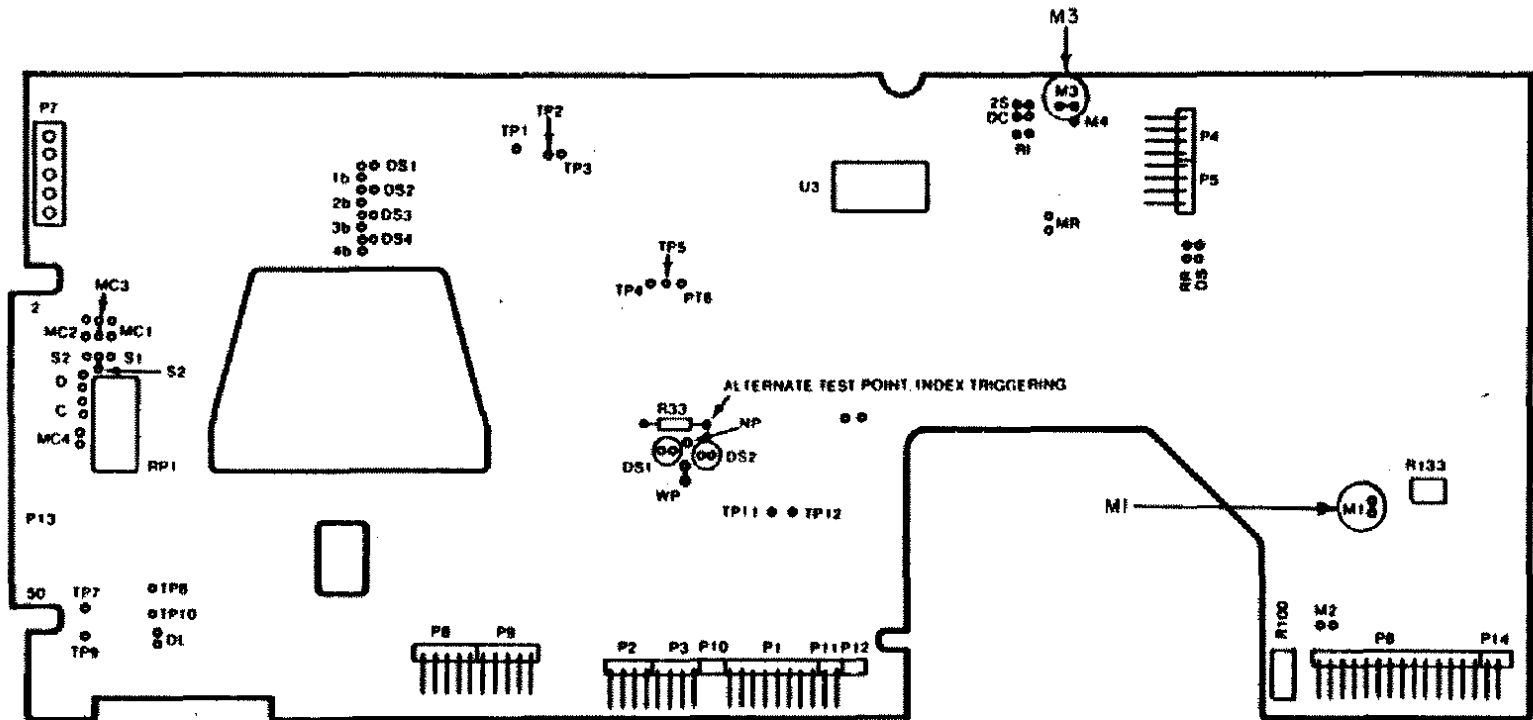 M3
P7
TP2
TP1
TP3
2S
DC
RI
M3
M4
P4
P5
DS1
1b
DS2
2b
DS3
3b
DS4
4b
U3
MR
TP5
TP4
PT6
RR
DS
2
MC3
MC2
MC1
S2
S1
S2
D
C
MC4
RP1
ALTERNATE TEST POINT, INDEX TRIGGERING
R33
NP
DS1
DS2
WP
R133
M1
M1
P13
TP11
TP12
50
TP7
TP8
TP10
TP9
DL
P8
P9
P2
P3
P10
P1
P11
P12
R100
M2
P6
P14